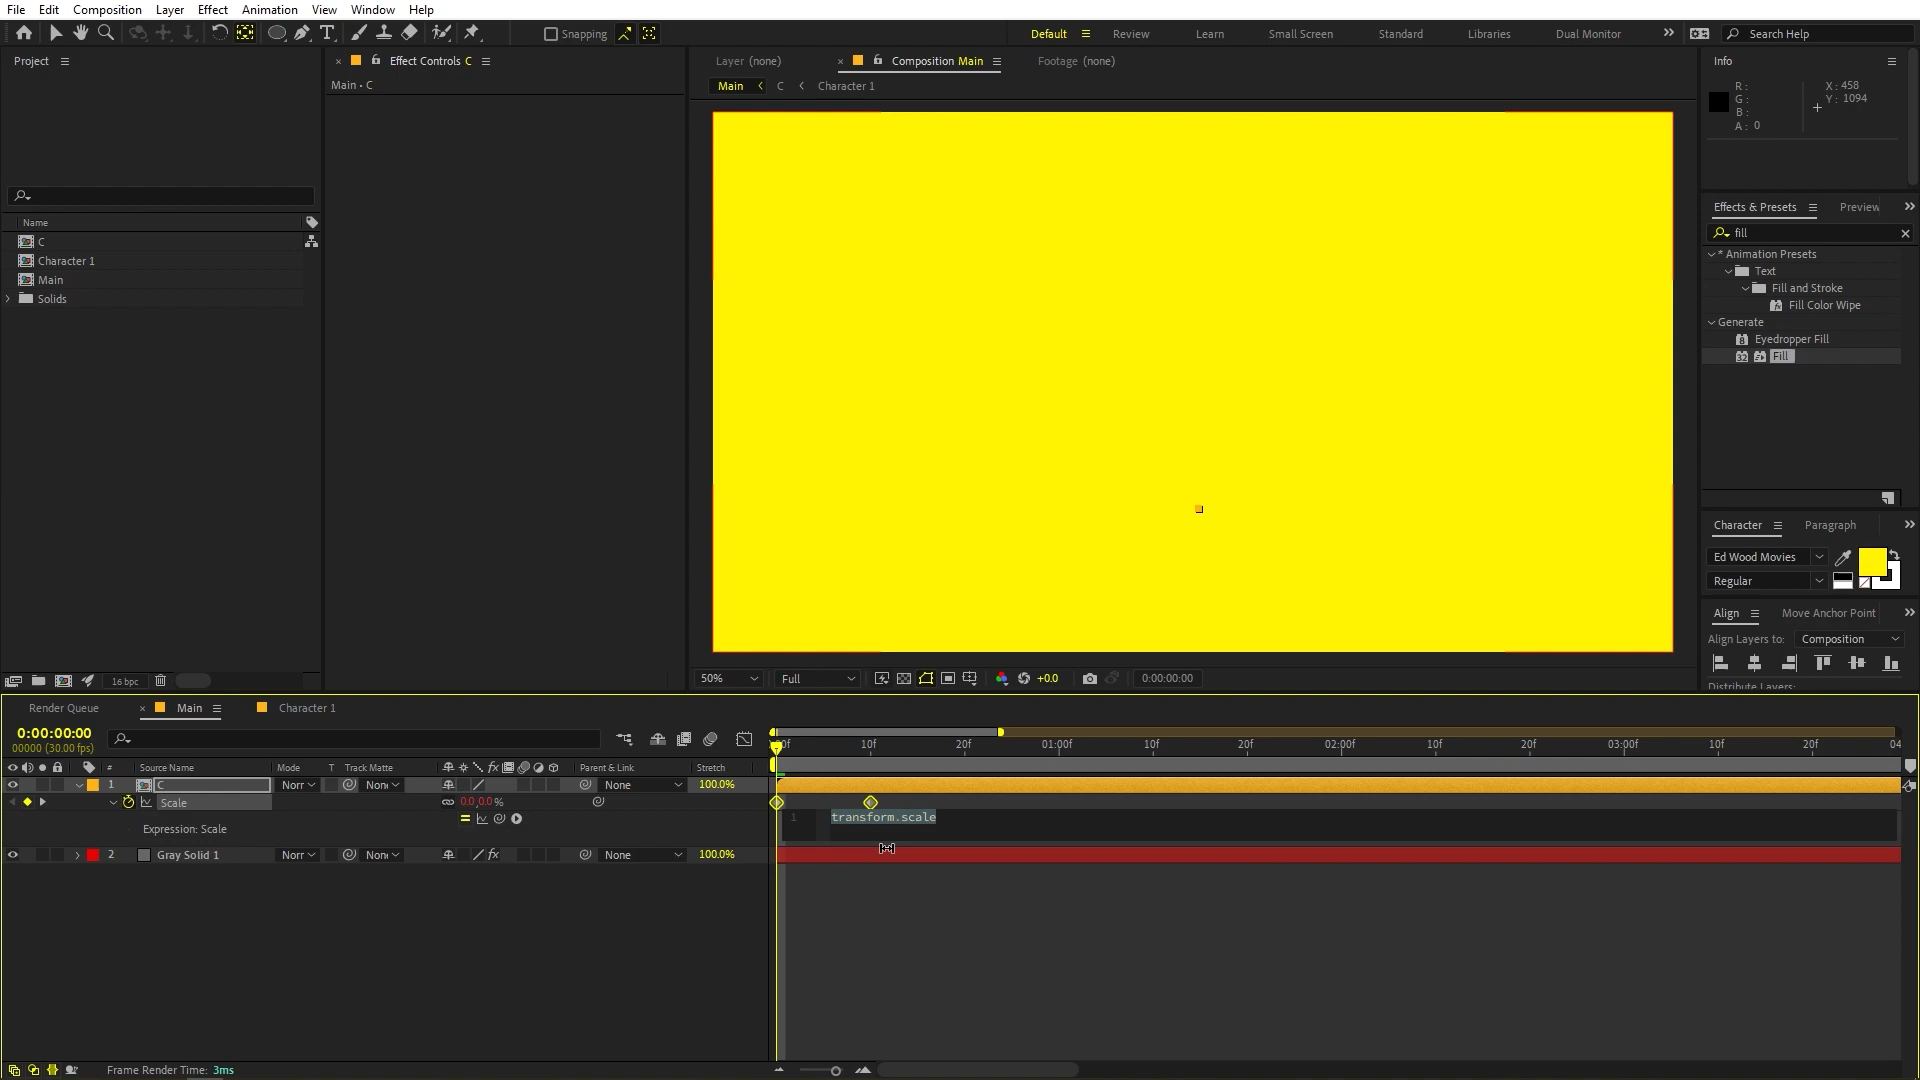 File Edit Composition Layer Effect Animation View Window Help
Snapping
Default Review Learn Small Screen Standard Libraries Dual Monitor Search Help
Project
Effect Controls C
Main • C
Layer (none) Composition Main Footage (none)
Main C Character 1
Info
R :
G :
B :
A : 0
X : 458
Y : 1094
Name
C
Character 1
Main
Solids
16 bpc
Effects & Presets Preview
fill
* Animation Presets
Text
Fill and Stroke
Fill Color Wipe
Generate
Eyedropper Fill
Fill
Character Paragraph
Ed Wood Movies
Regular
Align Move Anchor Point
Align Layers to: Composition
Distribute Layers:
50% Full +0.0 0:00:00:00
Render Queue Main Character 1
0:00:00:00
00000 (30.00 fps)
10f 20f 01:00f 10f 20f 02:00f 10f 20f 03:00f 10f 20f 04
# Source Name Mode T Track Matte fx Parent & Link Stretch
1 C None 100.0%
Scale 0.0,0.0 %
Expression: Scale
1 transform.scale
2 Gray Solid 1 fx None 100.0%
Frame Render Time: 3ms